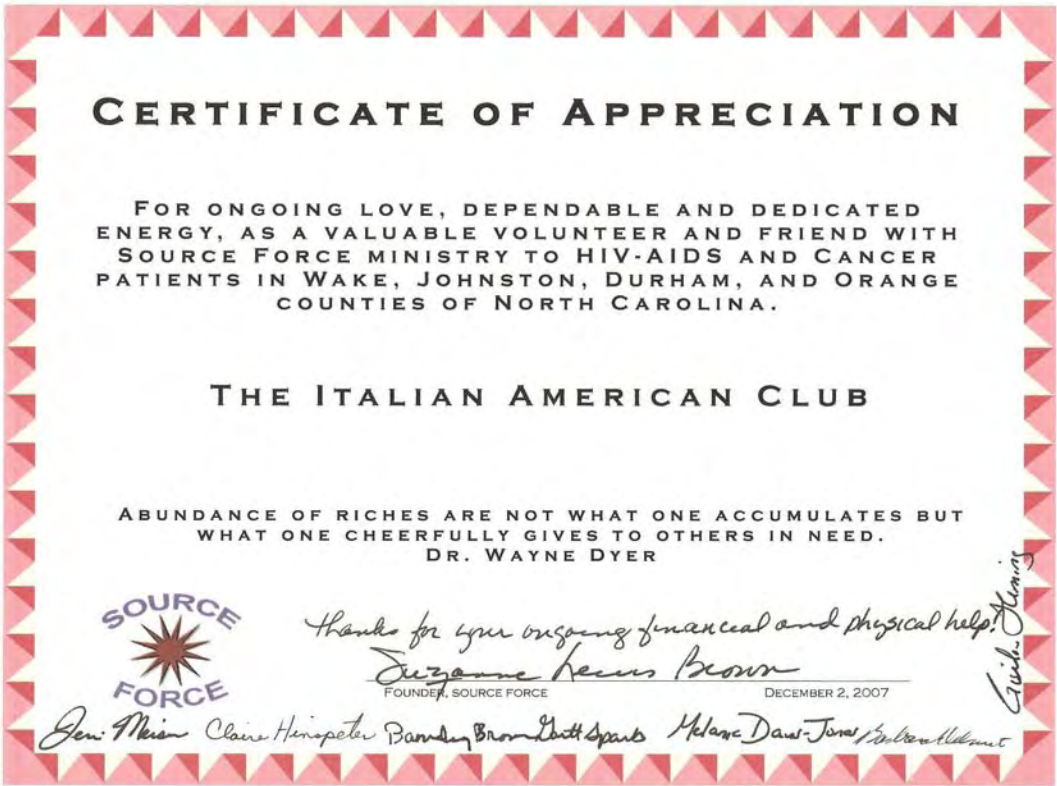 CERTIFICATE OF APPRECIATION
FOR ONGOING LOVE, DEPENDABLE AND DEDICATED
ENERGY, AS A VALUABLE VOLUNTEER AND FRIEND WITH
SOURCE FORCE MINISTRY TO HIV-AIDS AND CANCER
PATIENTS IN WAKE, JOHNSTON, DURHAM, AND ORANGE
COUNTIES OF NORTH CAROLINA.
THE ITALIAN AMERICAN CLUB
ABUNDANCE OF RICHES ARE NOT WHAT ONE ACCUMULATES BUT
WHAT ONE CHEERFULLY GIVES TO OTHERS IN NEED.
DR. WAYNE DYER
SOURCE
FORCE
Thanks for your ongoing financial and physical help!
Suzanne Lewis Brown
FOUNDER, SOURCE FORCE DECEMBER 2, 2007
Claire Hinspeter Brown Sparks Melanie Jones